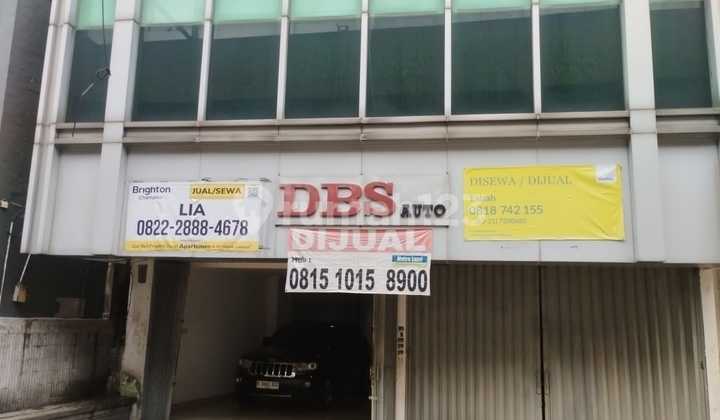 Brighton
JUAL/SEWA
LIA
0822-2888-4678
DBS AUTO
DIJUAL
0815 1015 8900
DISEWA / DIJUAL
0818 742 155